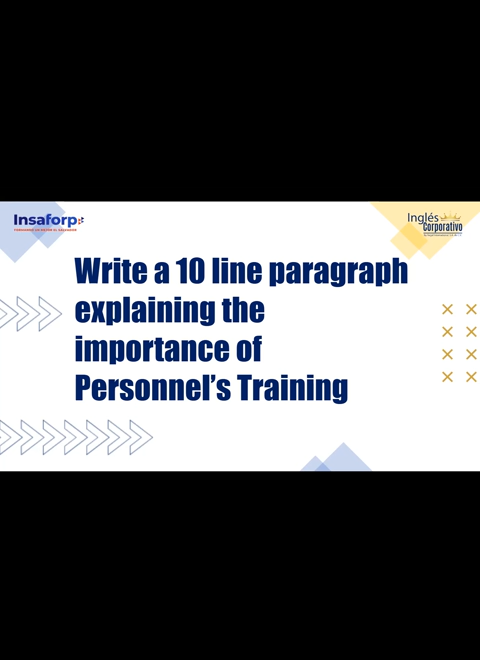 Insaforp
Inglés
Corporativo
Write a 10 line paragraph
explaining the
importance of
Personnel's Training